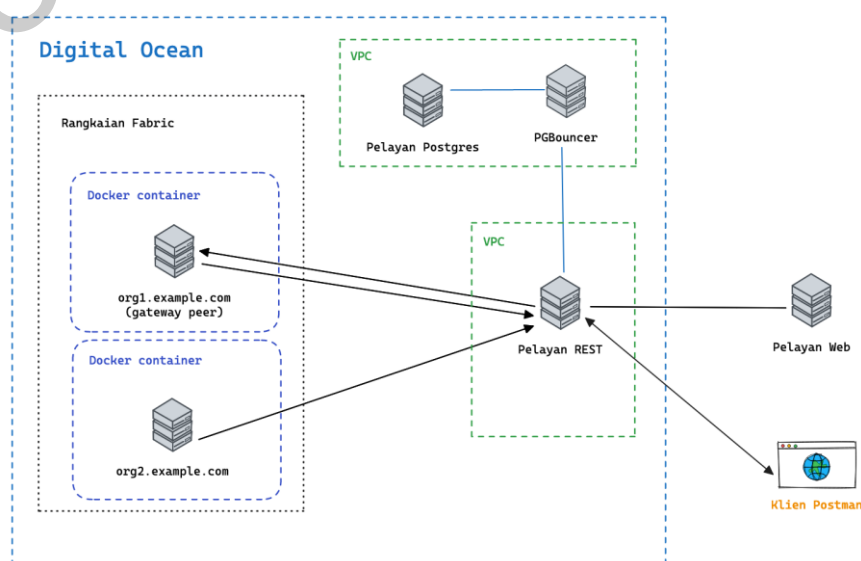 Digital Ocean
VPC
Pelayan Postgres
PGBouncer
Rangkaian Fabric
Docker container
org1.example.com
(gateway peer)
Docker container
org2.example.com
VPC
Pelayan REST
Pelayan Web
Klien Postman